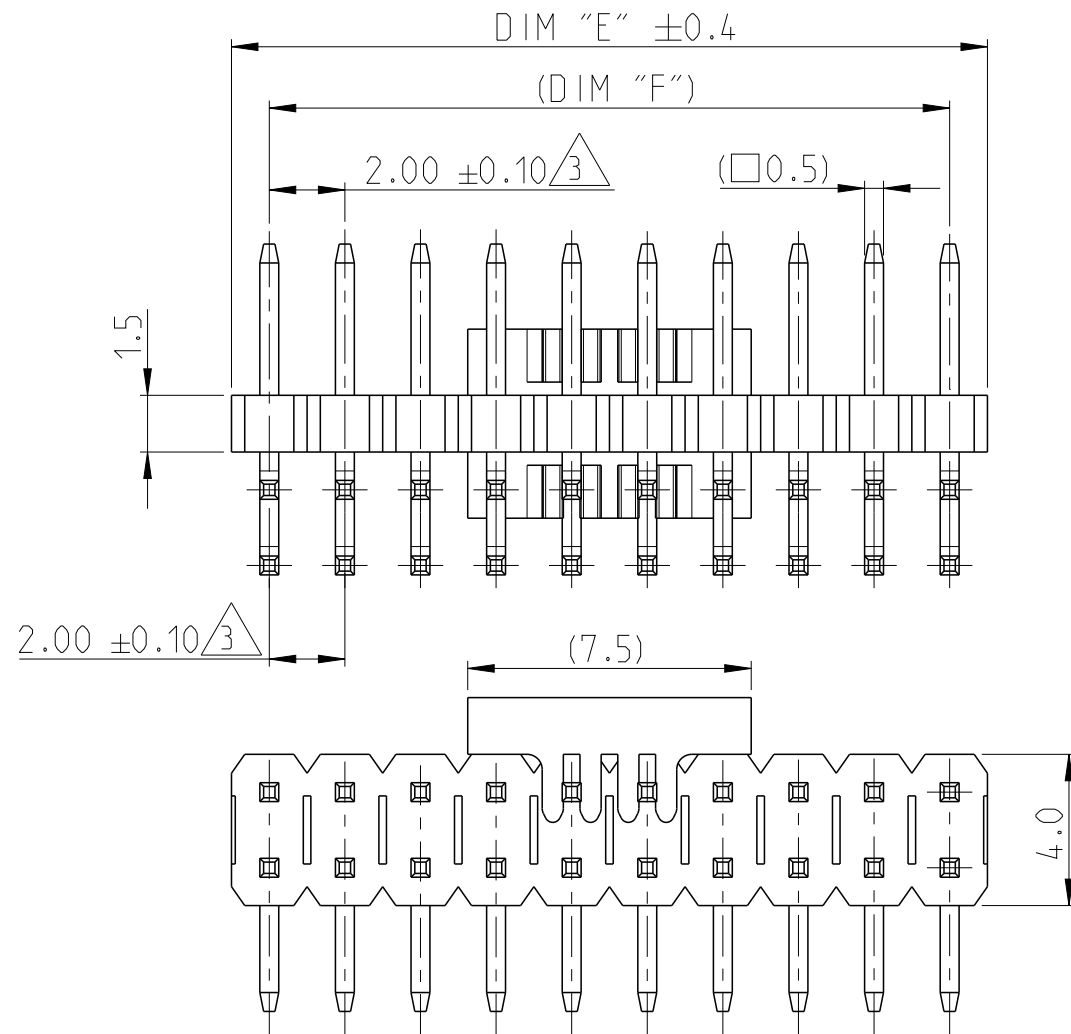 DIM "E" ±0.4
(DIM "F")
2.00 ±0.10 3
(□0.5)
1.5
2.00 ±0.10 3
(7.5)
4.0